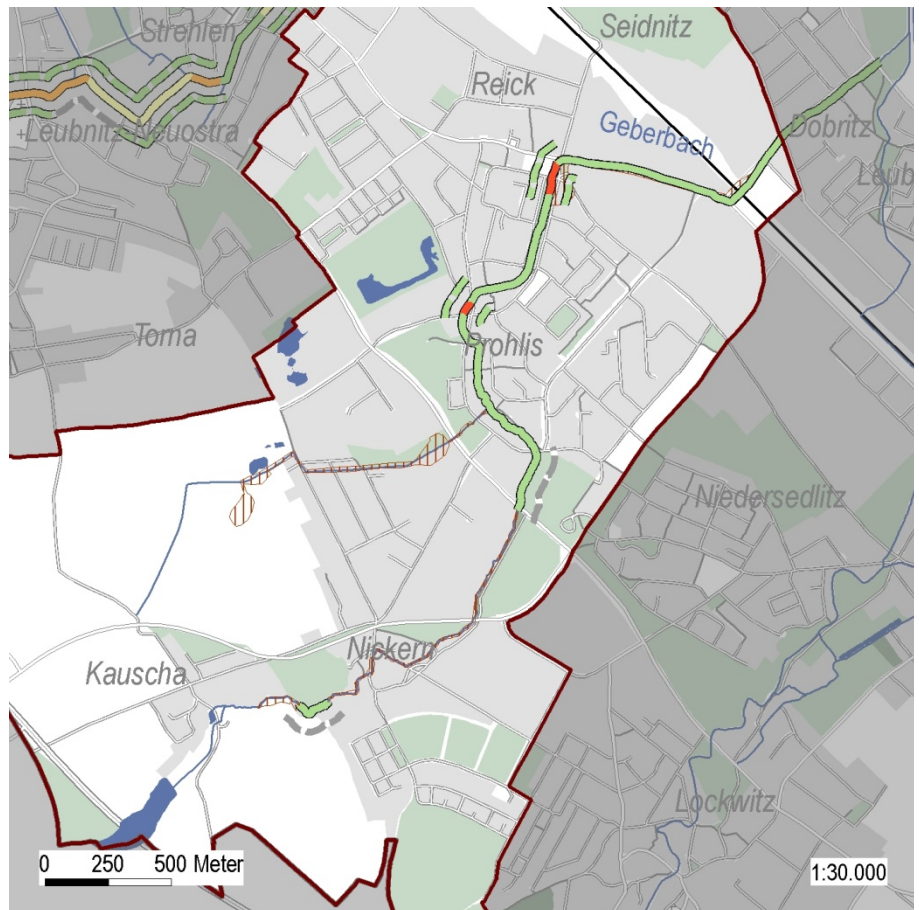 Strehlen
Seidnitz
Reick
Leubnitz-Neuostra
Geberbach
Dobritz
Leub
Torna
Prohlis
Niedersedlitz
Kauscha
Nickern
Lockwitz
0 250 500 Meter
1:30.000